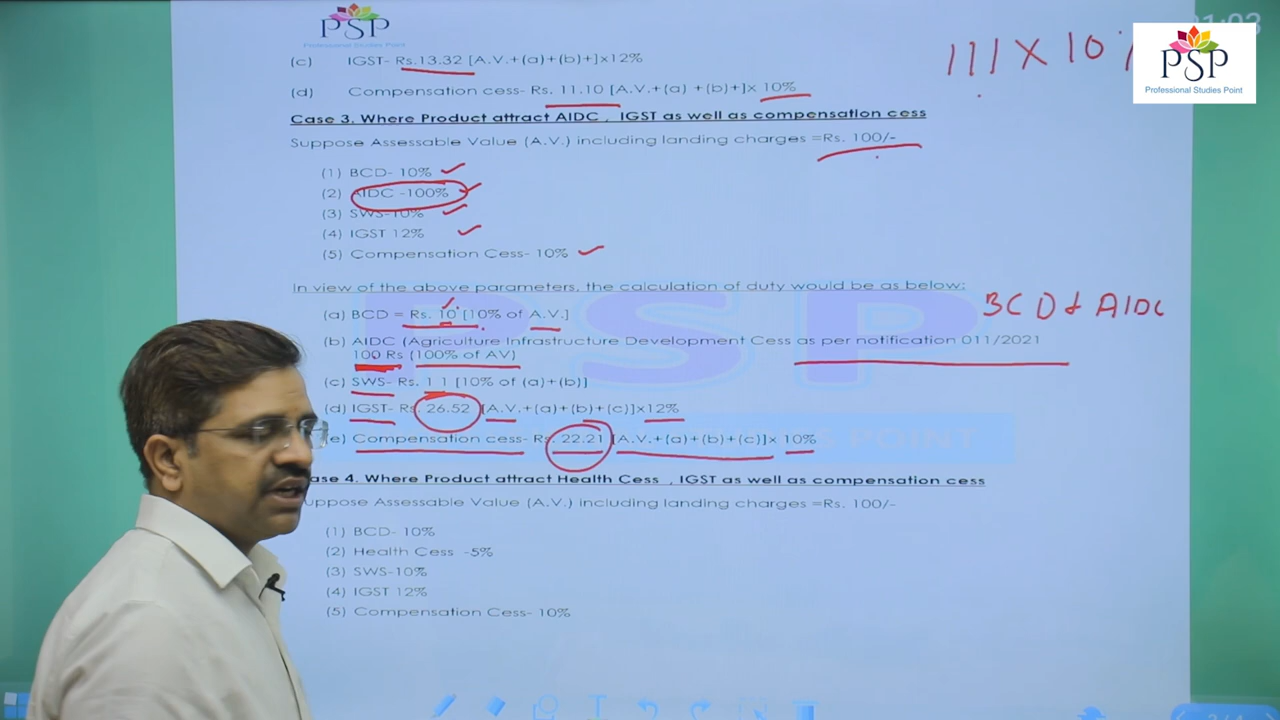 PSP
Professional Studies Point
(c) IGST- Rs.13.32 [A.V.+(a)+(b)+]x12%
111 X 10
PSP
Professional Studies Point
(d) Compensation cess- Rs. 11.10 [A.V.+(a) +(b)+]x 10%
Case 3. Where Product attract AIDC , IGST as well as compensation cess
Suppose Assessable Value (A.V.) including landing charges =Rs. 100/-
(1) BCD- 10%
(2) AIDC -100%
(3) SWS-10%
(4) IGST 12%
(5) Compensation Cess- 10%
In view of the above parameters, the calculation of duty would be as below:
(a) BCD = Rs. 10 [10% of A.V.]
BCD & AIDC
(b) AIDC (Agriculture Infrastructure Development Cess as per notification 011/2021
100 Rs (100% of AV)
(c) SWS- Rs. 1 1 [10% of (a)+(b)]
(d) IGST- Rs. 26.52 [A.V.+(a)+(b)+(c)]x12%
(e) Compensation cess- Rs. 22.21 [A.V.+(a)+(b)+(c)]x 10%
Case 4. Where Product attract Health Cess , IGST as well as compensation cess
Suppose Assessable Value (A.V.) including landing charges =Rs. 100/-
(1) BCD- 10%
(2) Health Cess -5%
(3) SWS-10%
(4) IGST 12%
(5) Compensation Cess- 10%